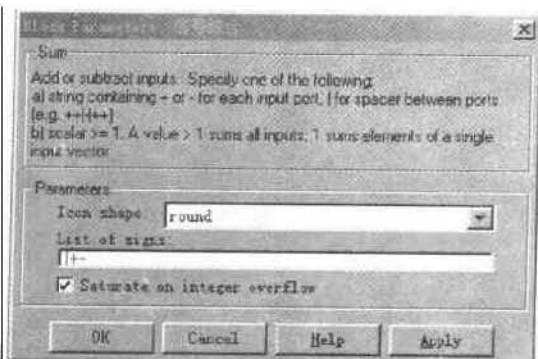 Block Parameters:
Sum
Add or subtract inputs. Specify one of the following:
a) string containing + or - for each input port, | for spacer between ports
(e.g. ++|-|++)
b) scalar >= 1. A value > 1 sums all inputs; 1 sums elements of a single
input vector
Parameters
Icon shape: round
List of signs:
|+-
Saturate on integer overflow
OK Cancel Help Apply